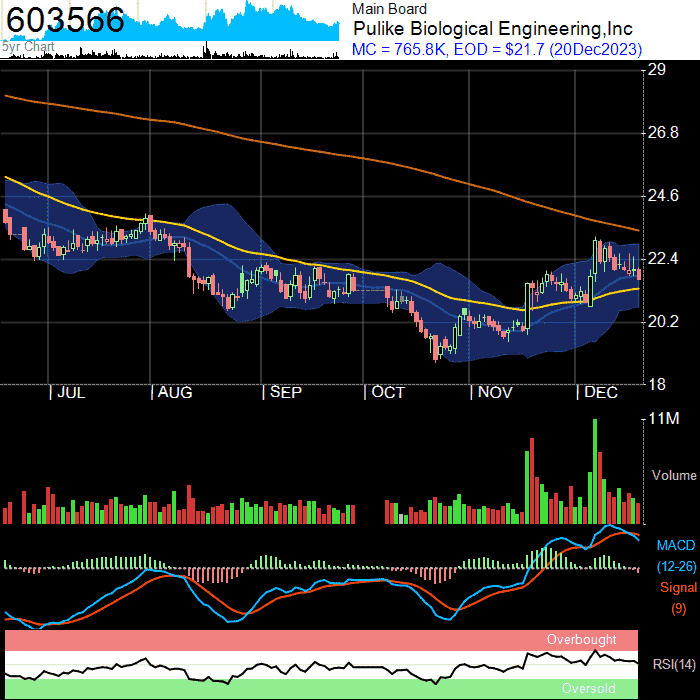 603566
5yr Chart
Main Board
Pulike Biological Engineering,Inc
MC = 765.8K, EOD = $21.7 (20Dec2023)
29
26.8
24.6
22.4
20.2
18
JUL
AUG
SEP
OCT
NOV
DEC
11M
Volume
MACD
(12-26)
Signal
(9)
Overbought
RSI(14)
Oversold